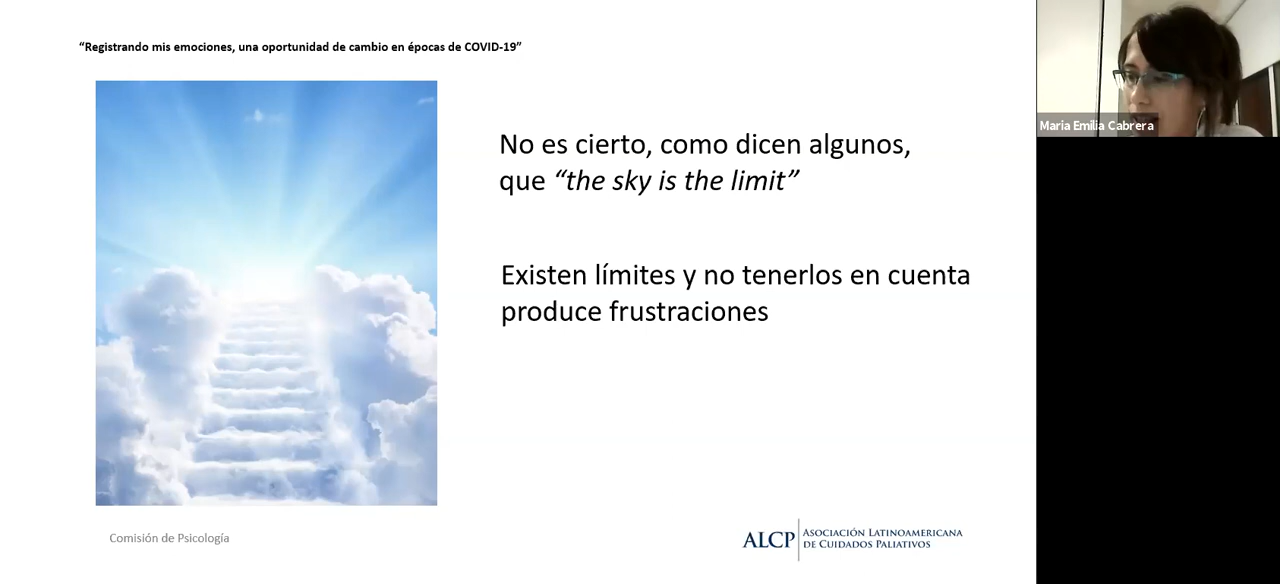 “Registrando mis emociones, una oportunidad de cambio en épocas de COVID-19”
No es cierto, como dicen algunos,
que “the sky is the limit”
Existen límites y no tenerlos en cuenta
produce frustraciones
Comisión de Psicología
ALCP
ASOCIACIÓN LATINOAMERICANA
DE CUIDADOS PALIATIVOS
Maria Emilia Cabrera